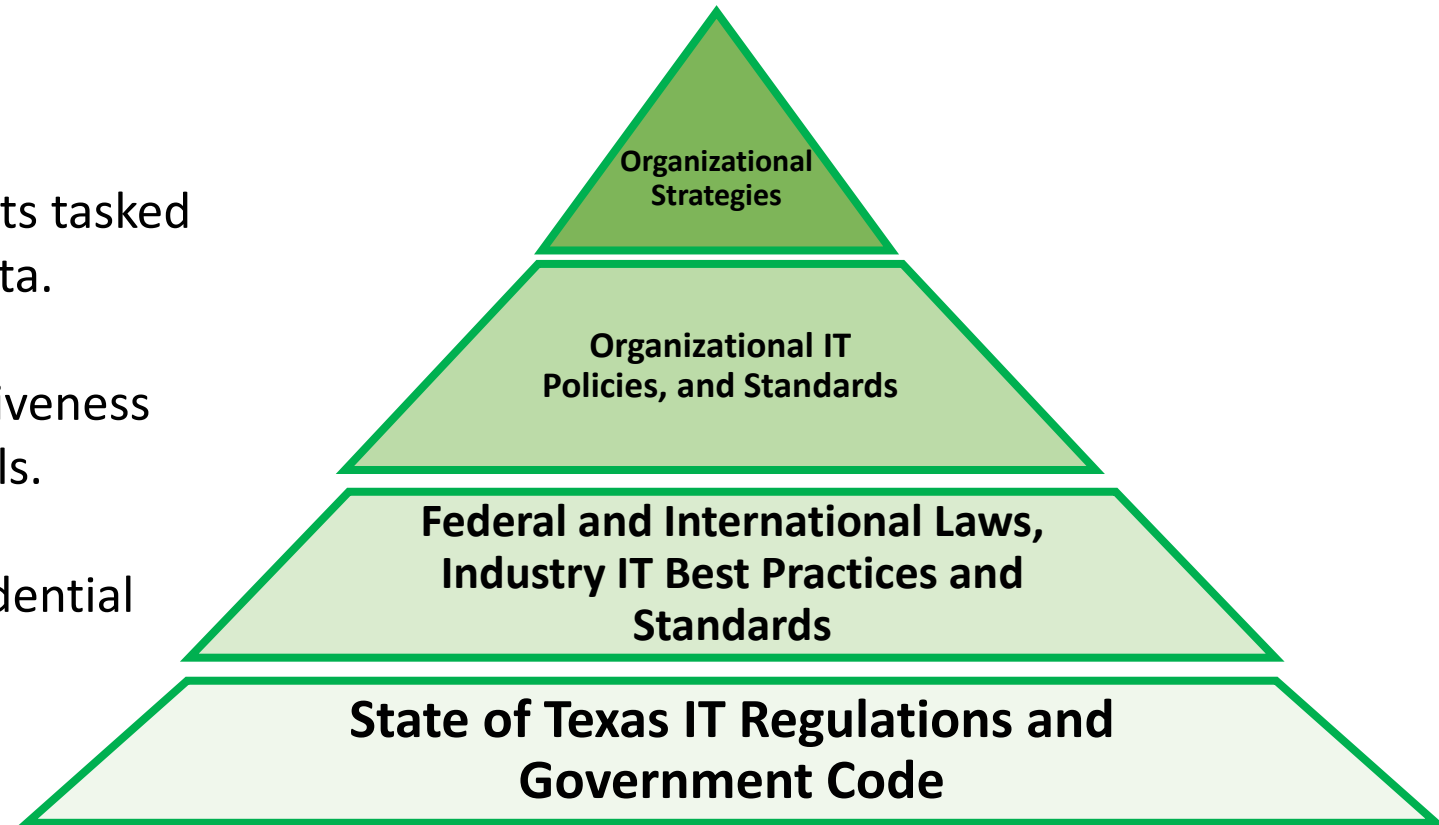 ts tasked
ta.
iveness
ls.
dential
Organizational
Strategies
Organizational IT
Policies, and Standards
Federal and International Laws,
Industry IT Best Practices and
Standards
State of Texas IT Regulations and
Government Code